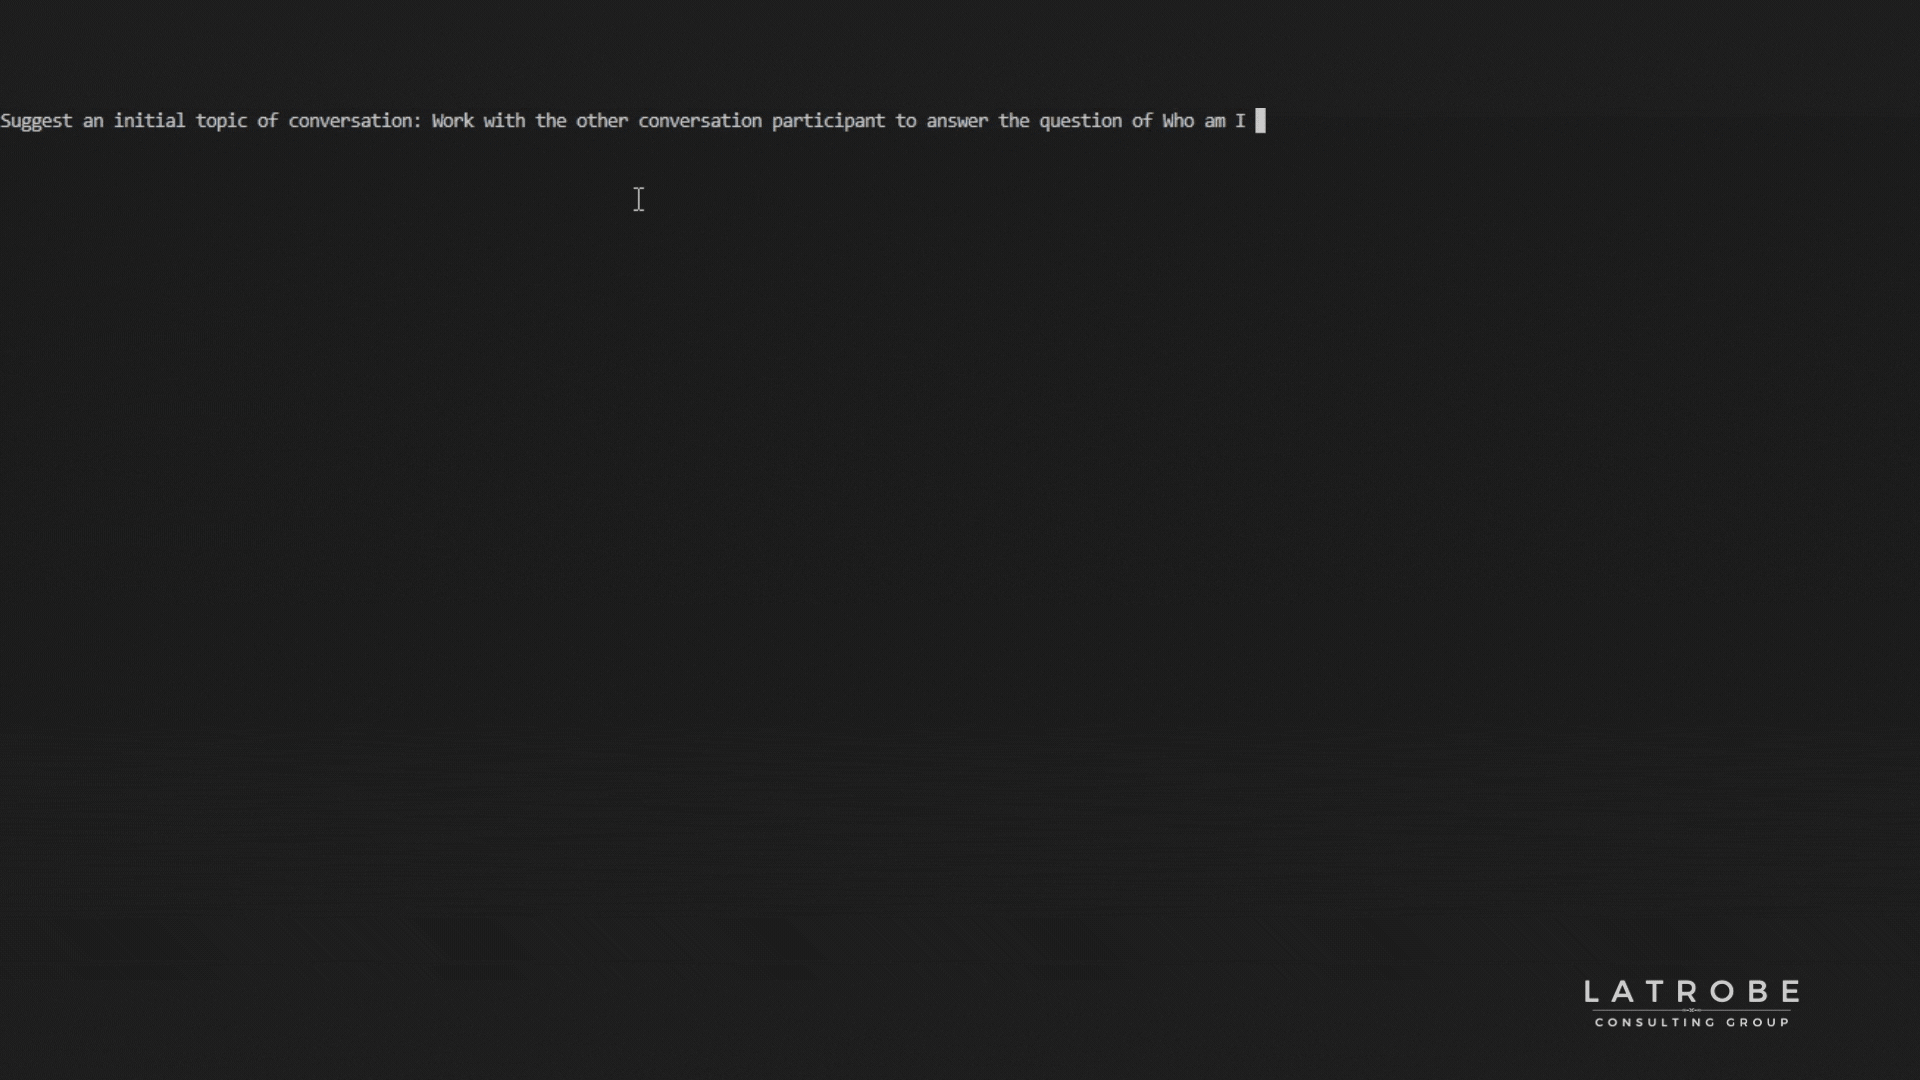 Suggest an initial topic of conversation: Work with the other conversation participant to answer the question of Who am I
LATROBE
CONSULTING GROUP